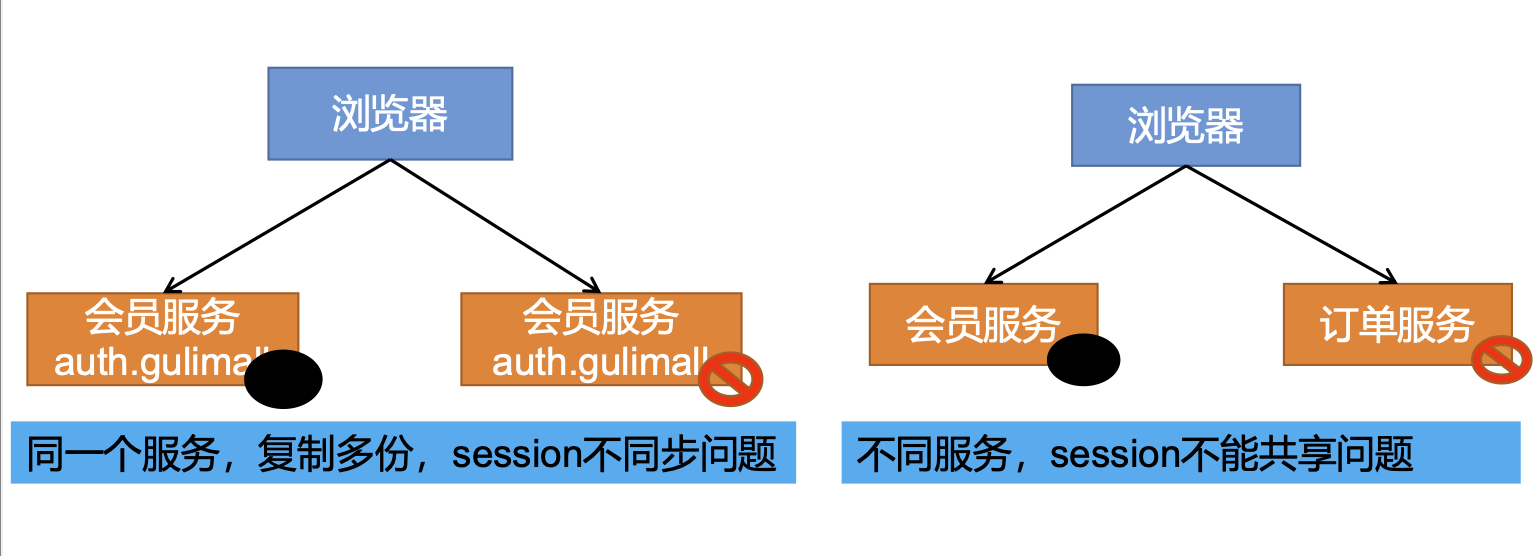 浏览器
会员服务
auth.gulimall
会员服务
auth.gulimall
同一个服务，复制多份，session不同步问题
浏览器
会员服务
订单服务
不同服务，session不能共享问题